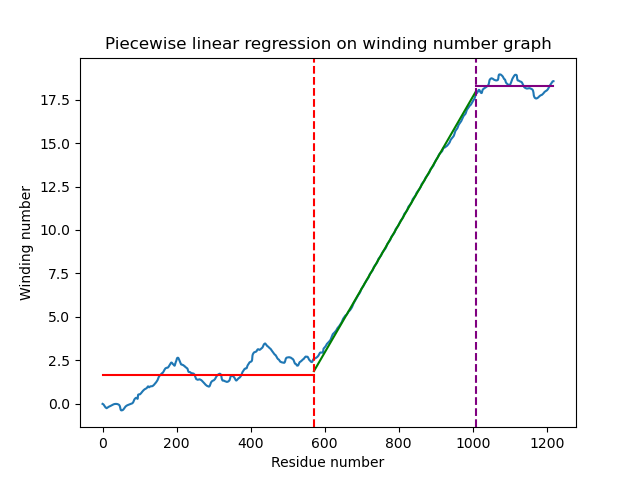 Piecewise linear regression on winding number graph
Winding number
17.5
15.0
12.5
10.0
7.5
5.0
2.5
0.0
0 200 400 600 800 1000 1200
Residue number